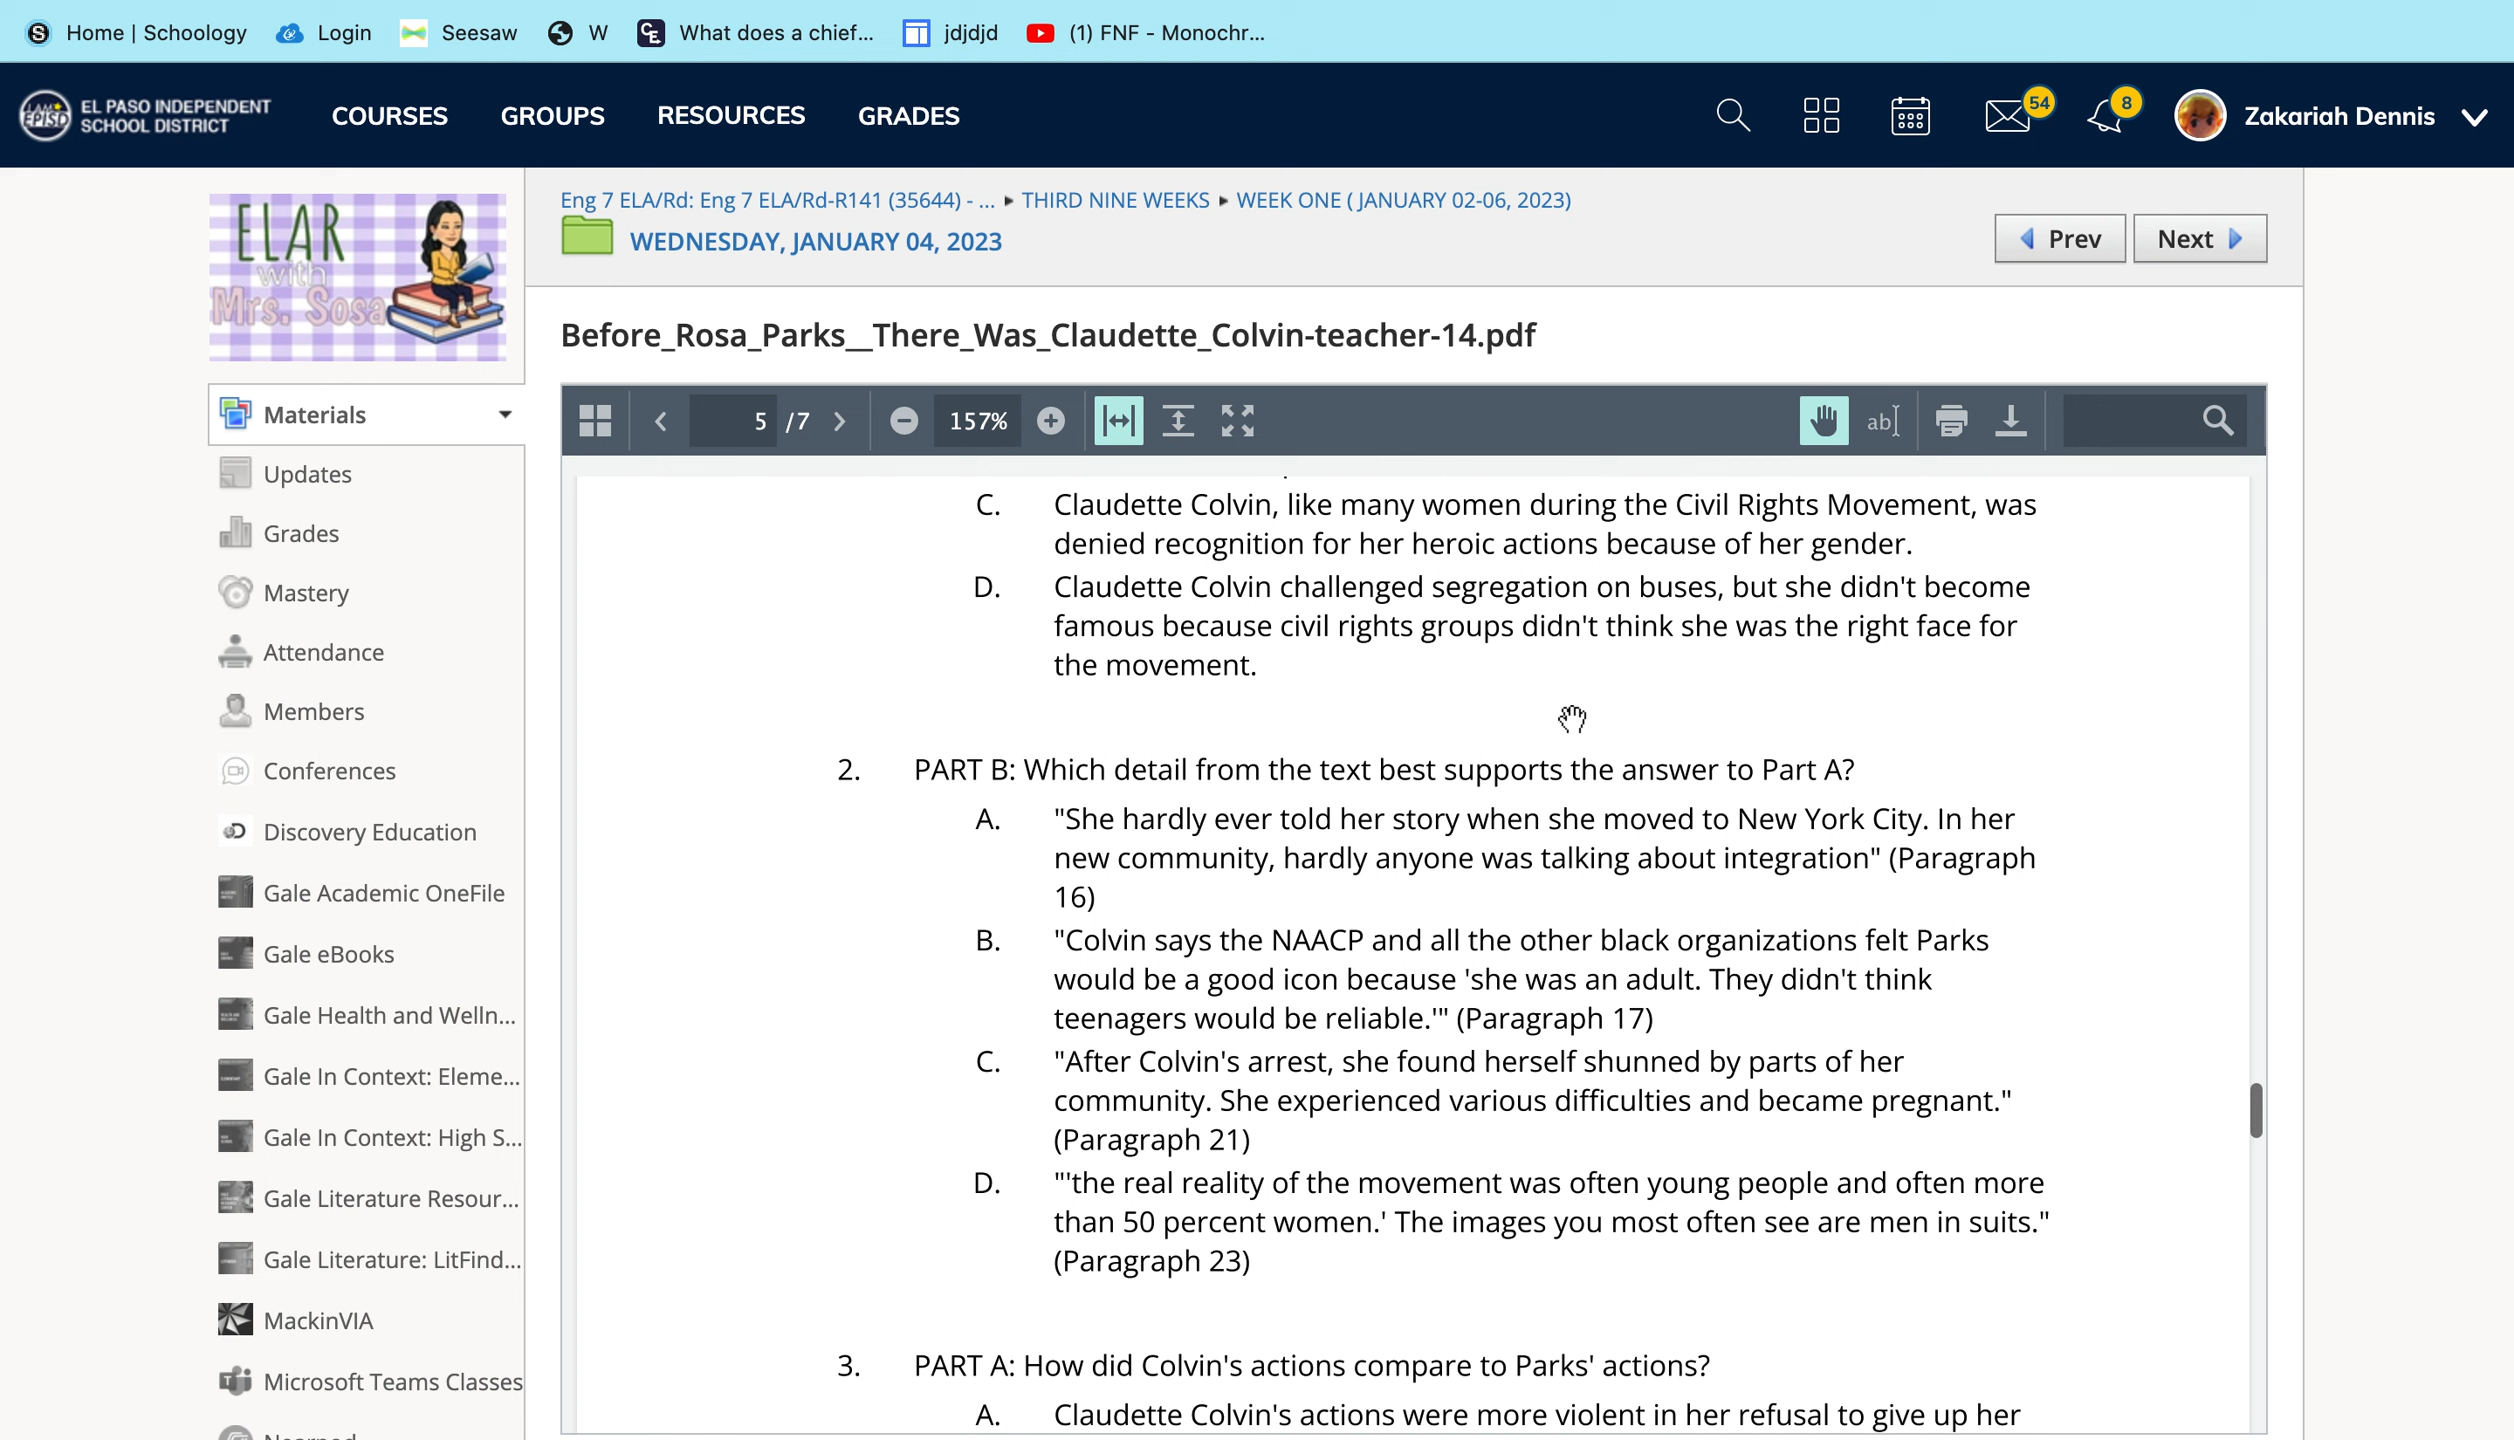 Home | Schoology Login Seesaw W What does a chief... jdjdjd (1) FNF - Monochr...
EL PASO INDEPENDENT
SCHOOL DISTRICT
COURSES GROUPS RESOURCES GRADES 54 8 Zakariah Dennis
ELAR
with
Mrs. Sosa
Eng 7 ELA/Rd: Eng 7 ELA/Rd-R141 (35644) - ... ▸ THIRD NINE WEEKS ▸ WEEK ONE ( JANUARY 02-06, 2023)
WEDNESDAY, JANUARY 04, 2023
Prev Next
Before_Rosa_Parks__There_Was_Claudette_Colvin-teacher-14.pdf
5 /7 157% ab
Materials
Updates
Grades
Mastery
Attendance
Members
Conferences
Discovery Education
Gale Academic OneFile
Gale eBooks
Gale Health and Welln...
Gale In Context: Eleme...
Gale In Context: High S...
Gale Literature Resour...
Gale Literature: LitFind...
MackinVIA
Microsoft Teams Classes
C. Claudette Colvin, like many women during the Civil Rights Movement, was
denied recognition for her heroic actions because of her gender.
D. Claudette Colvin challenged segregation on buses, but she didn't become
famous because civil rights groups didn't think she was the right face for
the movement.
2. PART B: Which detail from the text best supports the answer to Part A?
A. "She hardly ever told her story when she moved to New York City. In her
new community, hardly anyone was talking about integration" (Paragraph
16)
B. "Colvin says the NAACP and all the other black organizations felt Parks
would be a good icon because 'she was an adult. They didn't think
teenagers would be reliable.'" (Paragraph 17)
C. "After Colvin's arrest, she found herself shunned by parts of her
community. She experienced various difficulties and became pregnant."
(Paragraph 21)
D. "'the real reality of the movement was often young people and often more
than 50 percent women.' The images you most often see are men in suits."
(Paragraph 23)
3. PART A: How did Colvin's actions compare to Parks' actions?
A. Claudette Colvin's actions were more violent in her refusal to give up her